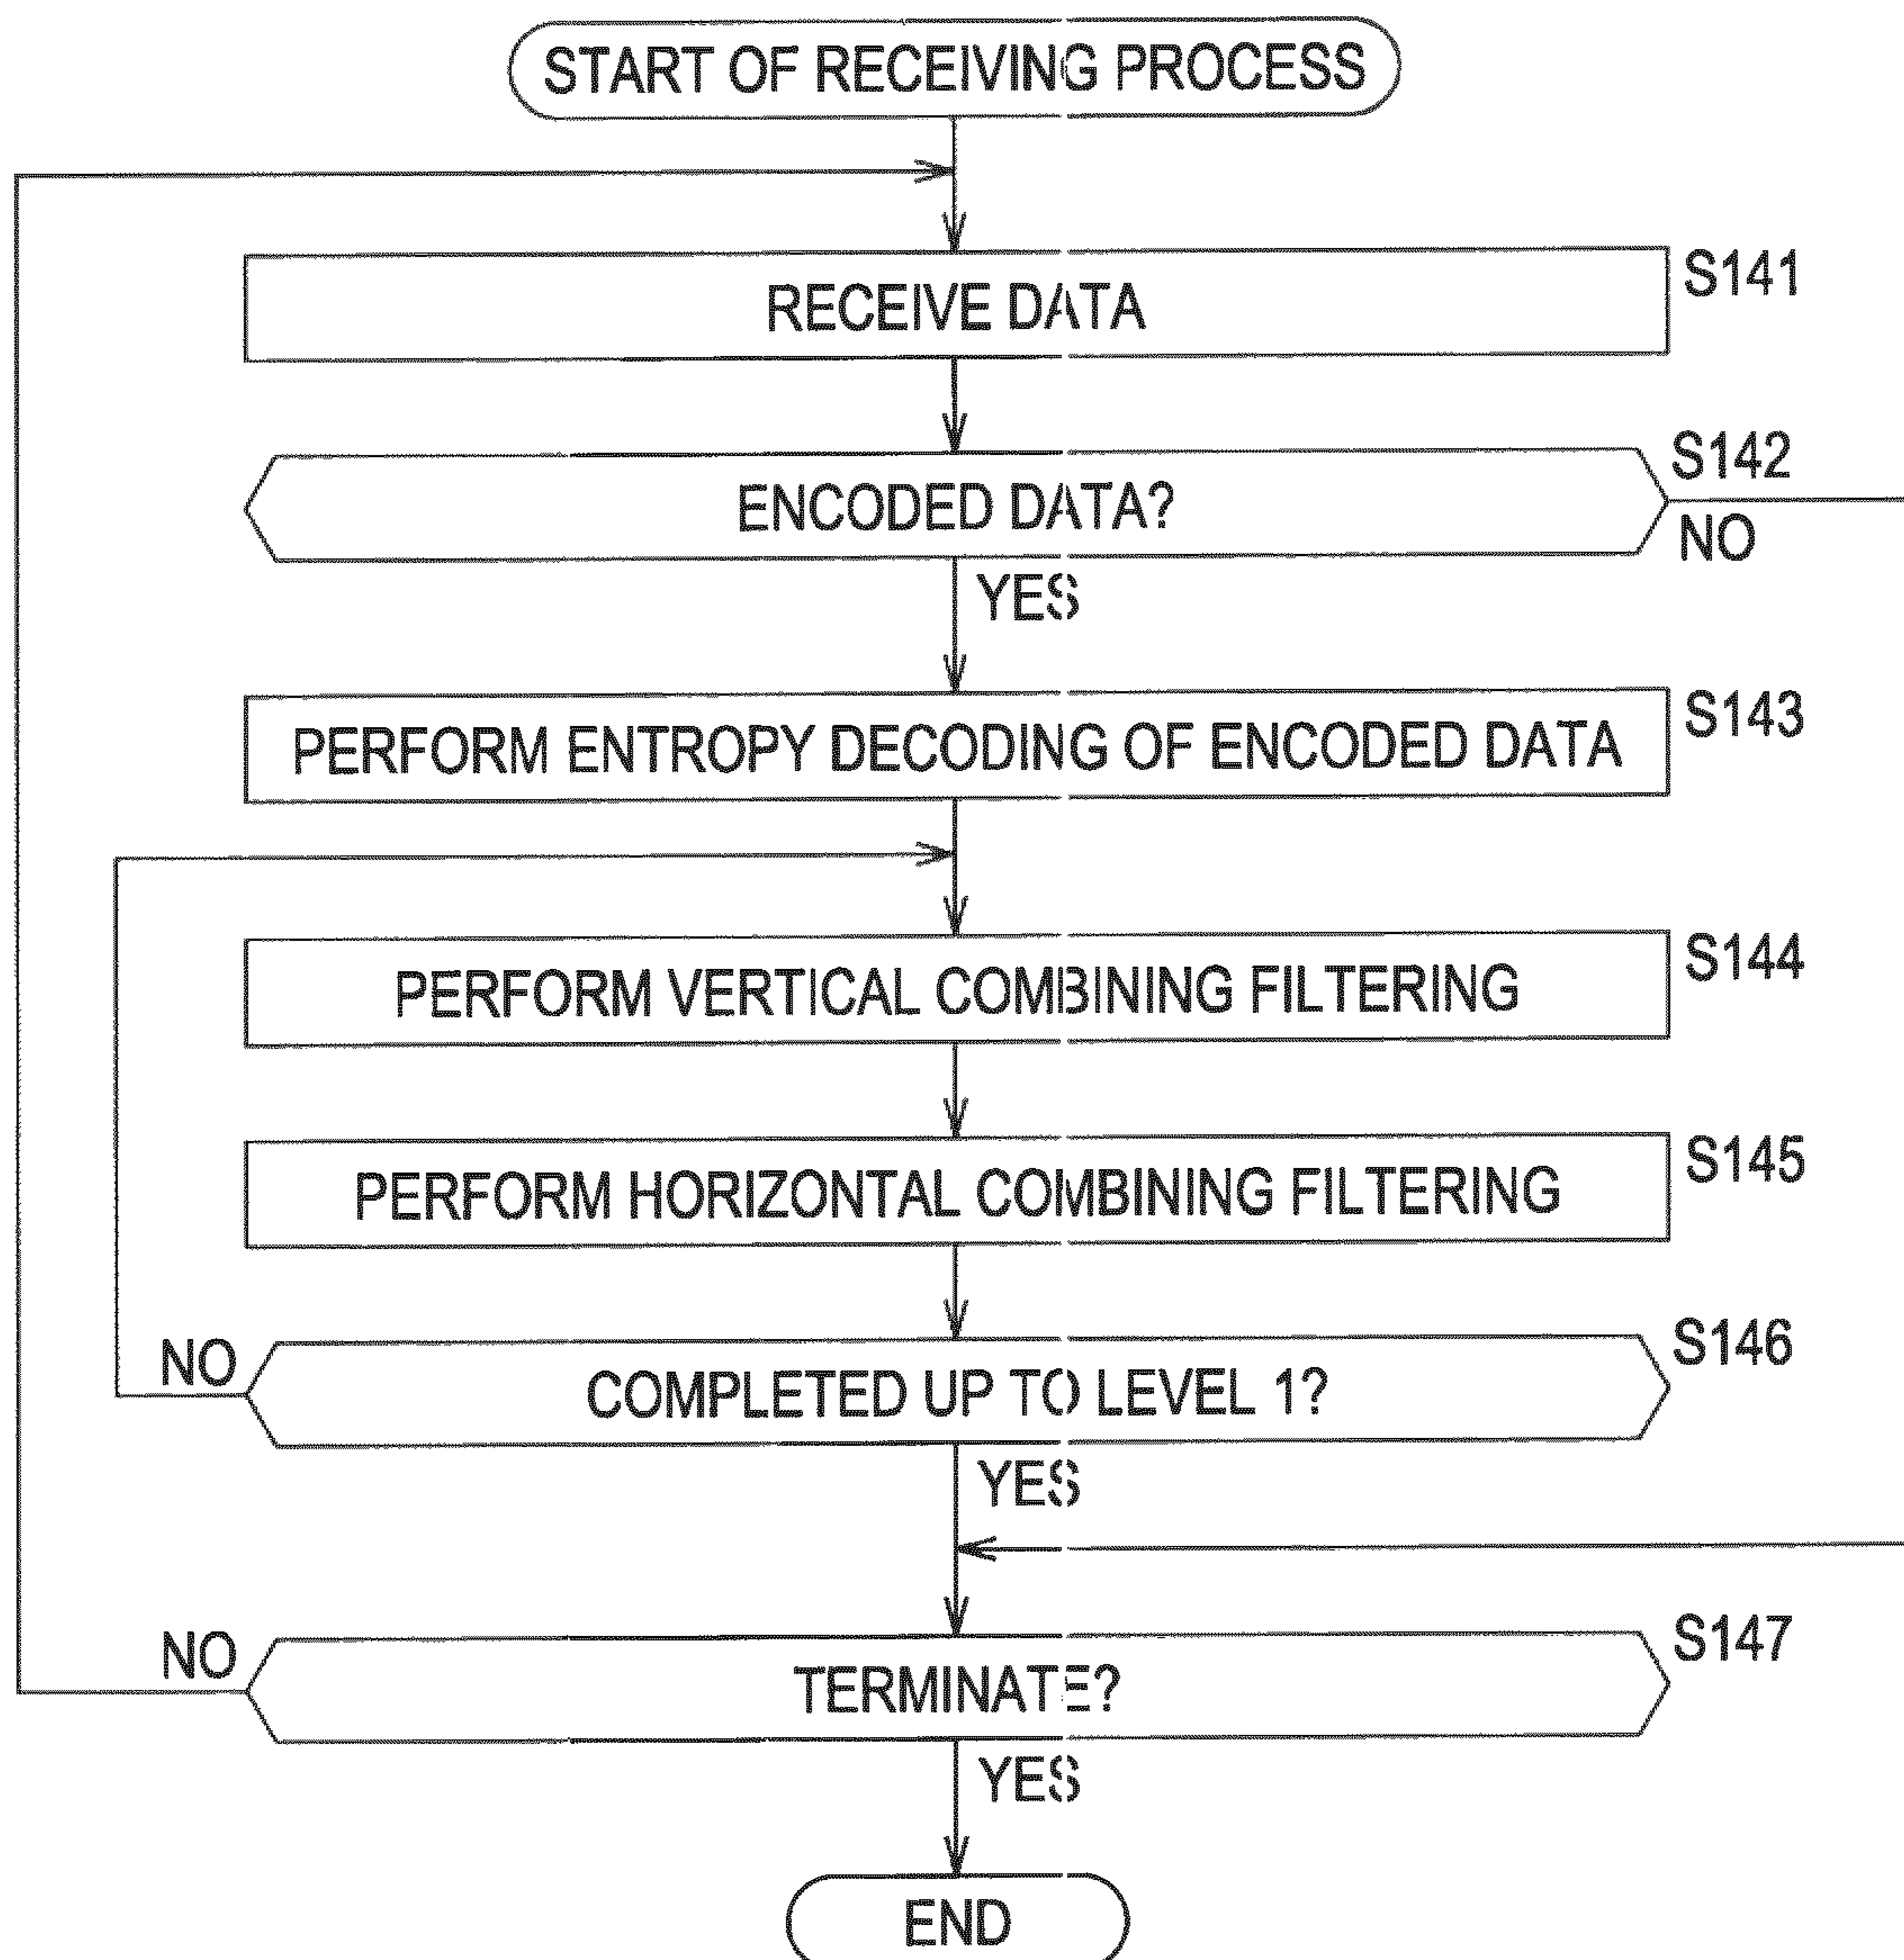 START OF RECEIVING PROCESS
S141
RECEIVE DATA
S142
ENCODED DATA?
NO
YES
S143
PERFORM ENTROPY DECODING OF ENCODED DATA
S144
PERFORM VERTICAL COMBINING FILTERING
S145
PERFORM HORIZONTAL COMBINING FILTERING
S146
NO
COMPLETED UP TO LEVEL 1?
YES
S147
NO
TERMINATE?
YES
END